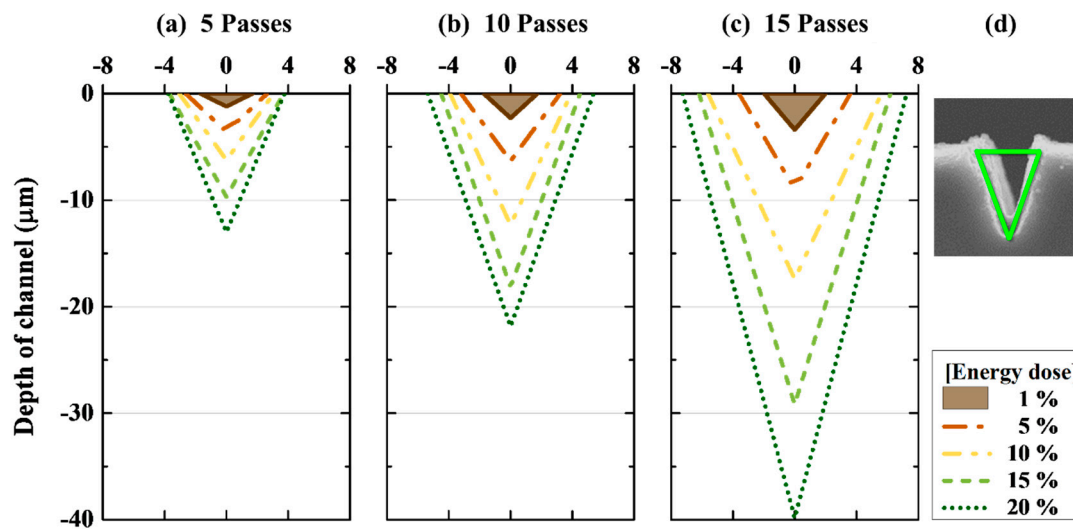 (a) 5 Passes
(b) 10 Passes
(c) 15 Passes
(d)
-8 -4 0 4 8
-8 -4 0 4 8
-8 -4 0 4 8
Depth of channel (μm)
0
-10
-20
-30
-40
[Energy dose]
1 %
5 %
10 %
15 %
20 %